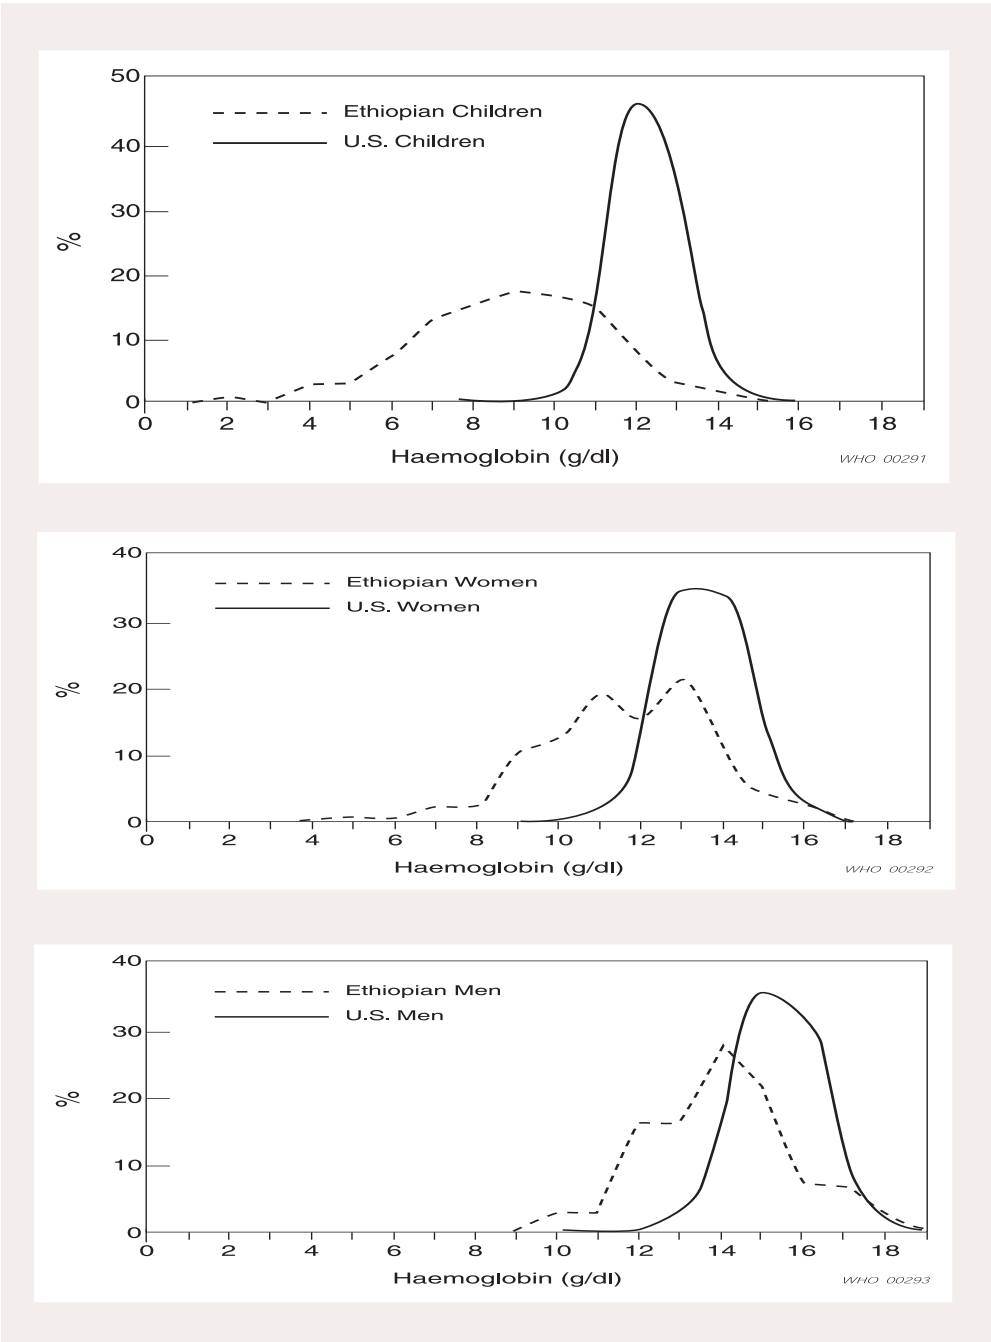 50
Ethiopian Children
U.S. Children
40
30
%
20
10
0
0 2 4 6 8 10 12 14 16 18
Haemoglobin (g/dl)
WHO 00291
40
Ethiopian Women
U.S. Women
30
%
20
10
0
0 2 4 6 8 10 12 14 16 18
Haemoglobin (g/dl)
WHO 00292
40
Ethiopian Men
U.S. Men
30
%
20
10
0
0 2 4 6 8 10 12 14 16 18
Haemoglobin (g/dl)
WHO 00293